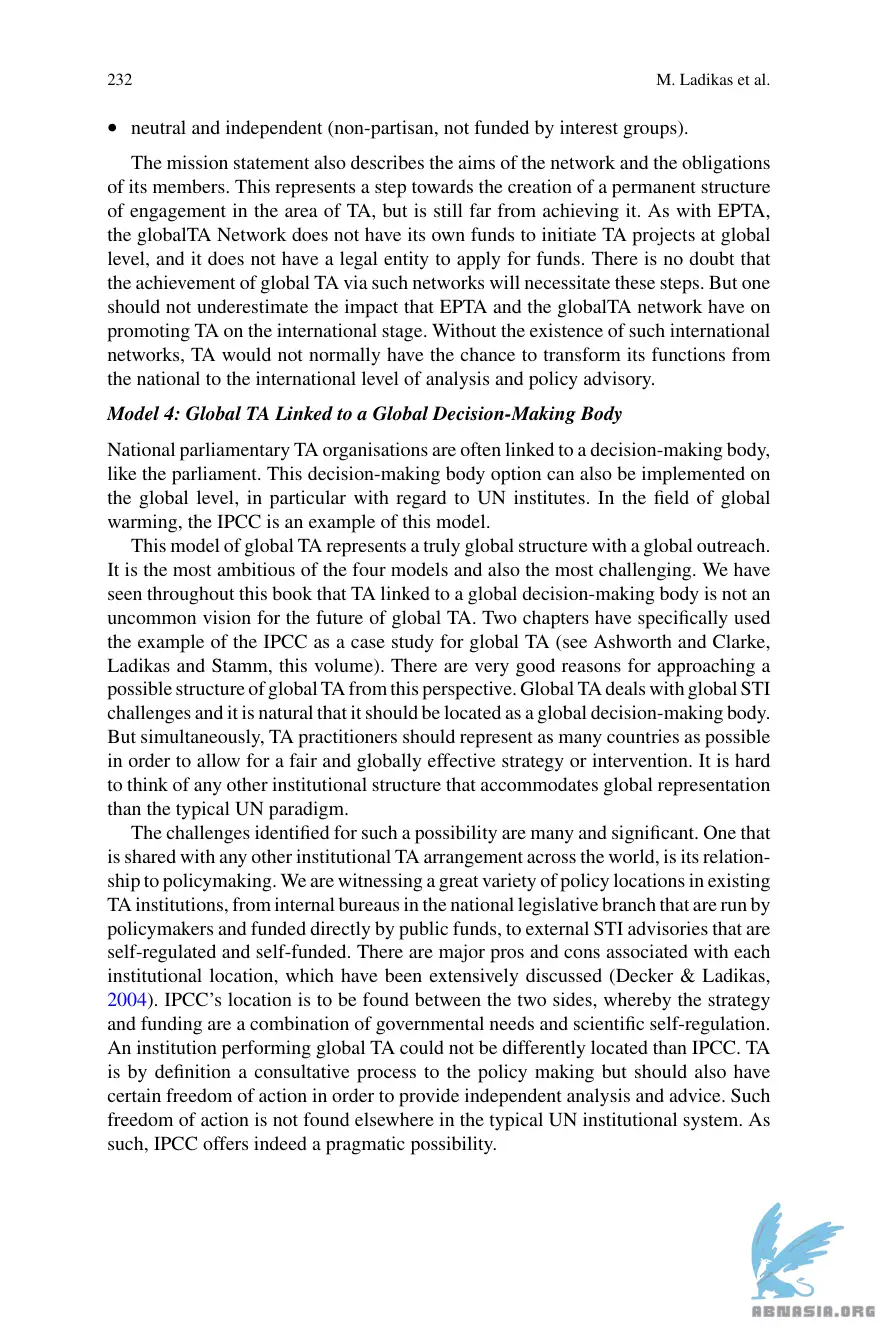 232
M. Ladikas et al.
• neutral and independent (non-partisan, not funded by interest groups).
The mission statement also describes the aims of the network and the obligations
of its members. This represents a step towards the creation of a permanent structure
of engagement in the area of TA, but is still far from achieving it. As with EPTA,
the globalTA Network does not have its own funds to initiate TA projects at global
level, and it does not have a legal entity to apply for funds. There is no doubt that
the achievement of global TA via such networks will necessitate these steps. But one
should not underestimate the impact that EPTA and the globalTA network have on
promoting TA on the international stage. Without the existence of such international
networks, TA would not normally have the chance to transform its functions from
the national to the international level of analysis and policy advisory.
Model 4: Global TA Linked to a Global Decision-Making Body
National parliamentary TA organisations are often linked to a decision-making body,
like the parliament. This decision-making body option can also be implemented on
the global level, in particular with regard to UN institutes. In the field of global
warming, the IPCC is an example of this model.
This model of global TA represents a truly global structure with a global outreach.
It is the most ambitious of the four models and also the most challenging. We have
seen throughout this book that TA linked to a global decision-making body is not an
uncommon vision for the future of global TA. Two chapters have specifically used
the example of the IPCC as a case study for global TA (see Ashworth and Clarke,
Ladikas and Stamm, this volume). There are very good reasons for approaching a
possible structure of global TA from this perspective. Global TA deals with global STI
challenges and it is natural that it should be located as a global decision-making body.
But simultaneously, TA practitioners should represent as many countries as possible
in order to allow for a fair and globally effective strategy or intervention. It is hard
to think of any other institutional structure that accommodates global representation
than the typical UN paradigm.
The challenges identified for such a possibility are many and significant. One that
is shared with any other institutional TA arrangement across the world, is its relation-
ship to policymaking. We are witnessing a great variety of policy locations in existing
TA institutions, from internal bureaus in the national legislative branch that are run by
policymakers and funded directly by public funds, to external STI advisories that are
self-regulated and self-funded. There are major pros and cons associated with each
institutional location, which have been extensively discussed (Decker & Ladikas,
2004). IPCC's location is to be found between the two sides, whereby the strategy
and funding are a combination of governmental needs and scientific self-regulation.
An institution performing global TA could not be differently located than IPCC. TA
is by definition a consultative process to the policy making but should also have
certain freedom of action in order to provide independent analysis and advice. Such
freedom of action is not found elsewhere in the typical UN institutional system. As
such, IPCC offers indeed a pragmatic possibility.
ABNASIA.ORG